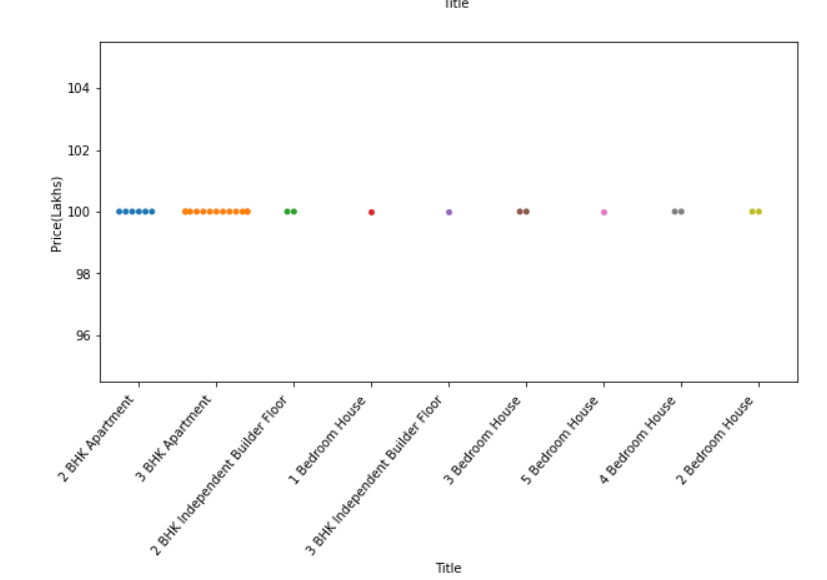 Title
104
102
100
98
96
Price(Lakhs)
2 BHK Apartment
3 BHK Apartment
2 BHK Independent Builder Floor
1 Bedroom House
3 BHK Independent Builder Floor
3 Bedroom House
5 Bedroom House
4 Bedroom House
2 Bedroom House
Title